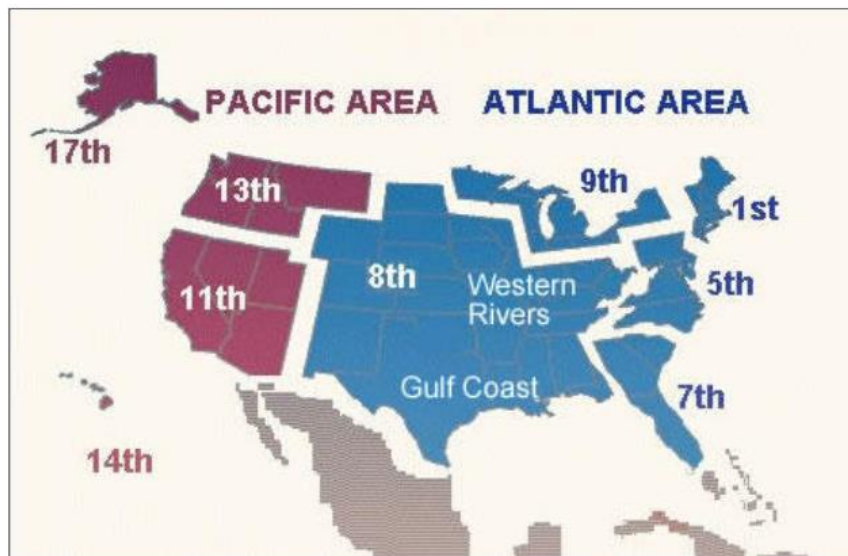 PACIFIC AREA
ATLANTIC AREA
17th
13th
9th
1st
11th
8th
Western
Rivers
5th
Gulf Coast
7th
14th